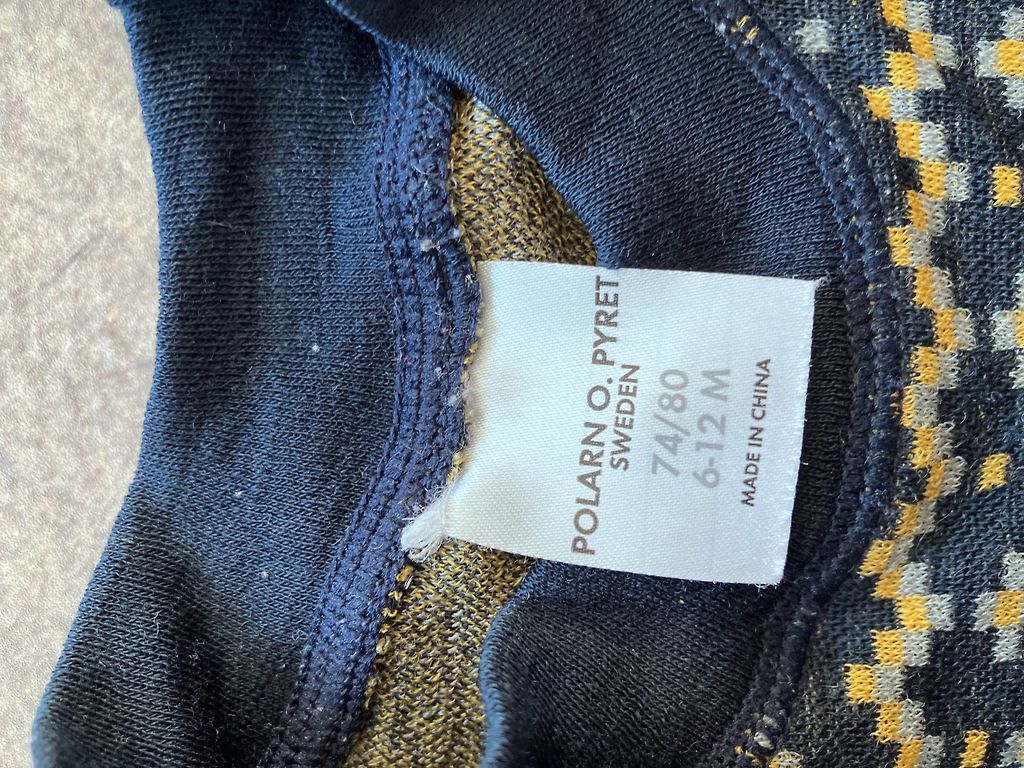 POLARN O. PYRET
SWEDEN
74/80
6-12 M
MADE IN CHINA